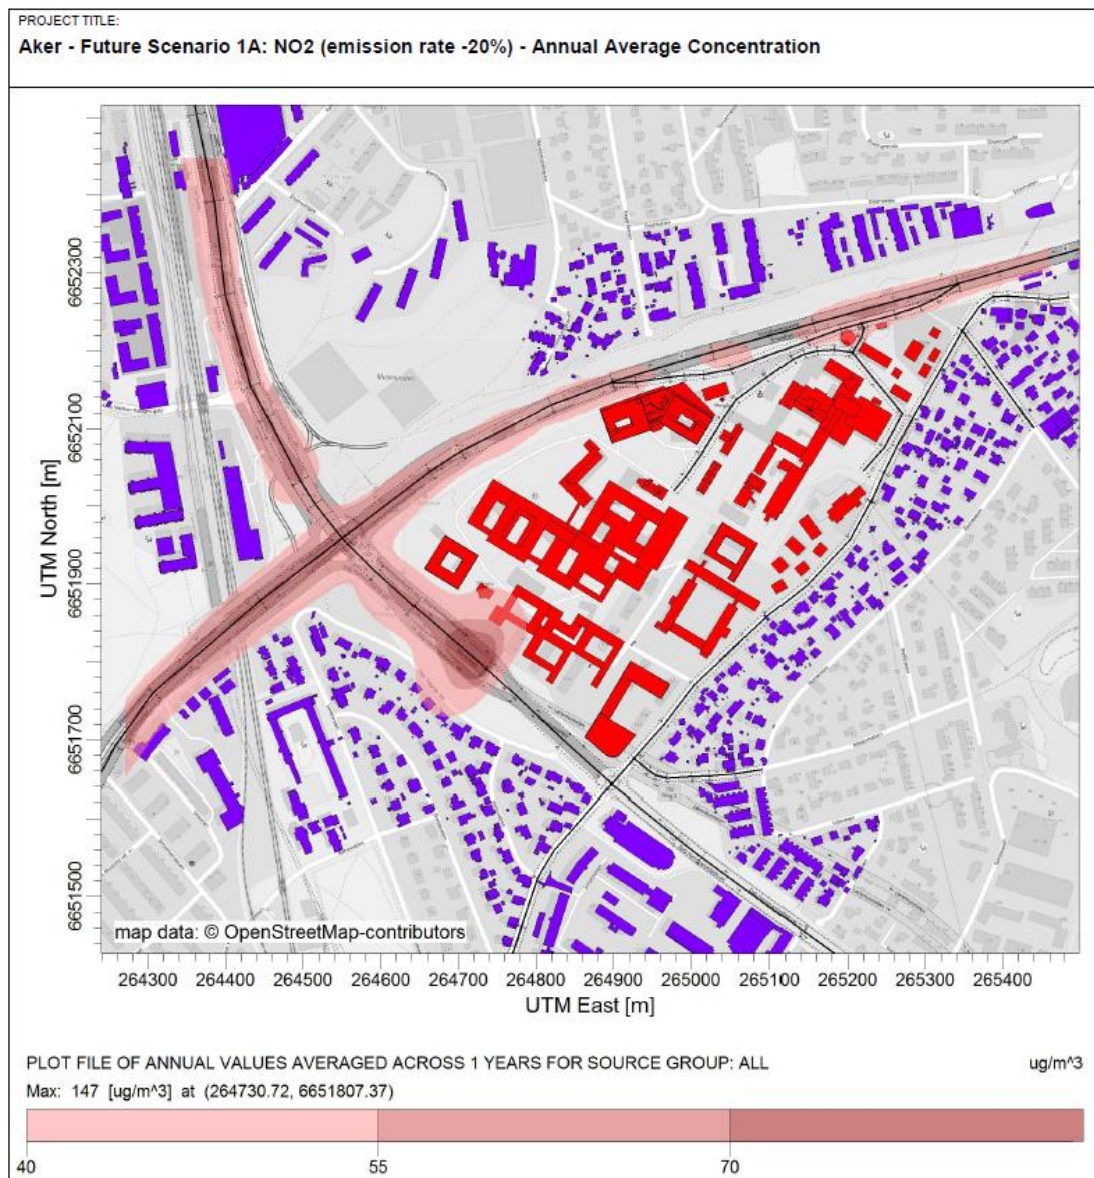 PROJECT TITLE:
Aker - Future Scenario 1A: NO2 (emission rate -20%) - Annual Average Concentration
UTM North [m]
6652300
6652100
6651900
6651700
6651500
map data: © OpenStreetMap-contributors
264300 264400 264500 264600 264700 264800 264900 265000 265100 265200 265300 265400
UTM East [m]
PLOT FILE OF ANNUAL VALUES AVERAGED ACROSS 1 YEARS FOR SOURCE GROUP: ALL ug/m^3
Max: 147 [ug/m^3] at (264730.72, 6651807.37)
40 55 70